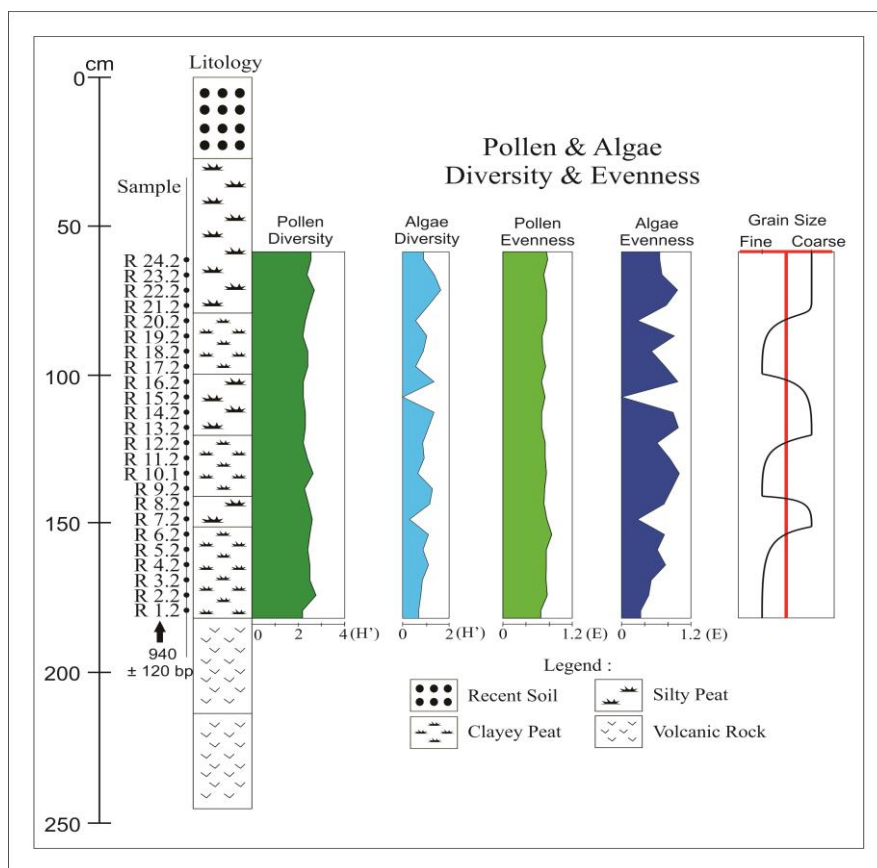 cm
0
50
100
150
200
250
Litology
Sample
Pollen & Algae
Diversity & Evenness
Pollen
Diversity
Algae
Diversity
Pollen
Evenness
Algae
Evenness
Grain Size
Fine Coarse
R 24.2
R 23.2
R 22.2
R 21.2
R 20.2
R 19.2
R 18.2
R 17.2
R 16.2
R 15.2
R 14.2
R 13.2
R 12.2
R 11.2
R 10.1
R 9.2
R 8.2
R 7.2
R 6.2
R 5.2
R 4.2
R 3.2
R 2.2
R 1.2
940
± 120 bp
0 2 4 (H')
0 2 (H')
0 1.2 (E)
0 1.2 (E)
Legend :
Recent Soil
Silty Peat
Clayey Peat
Volcanic Rock